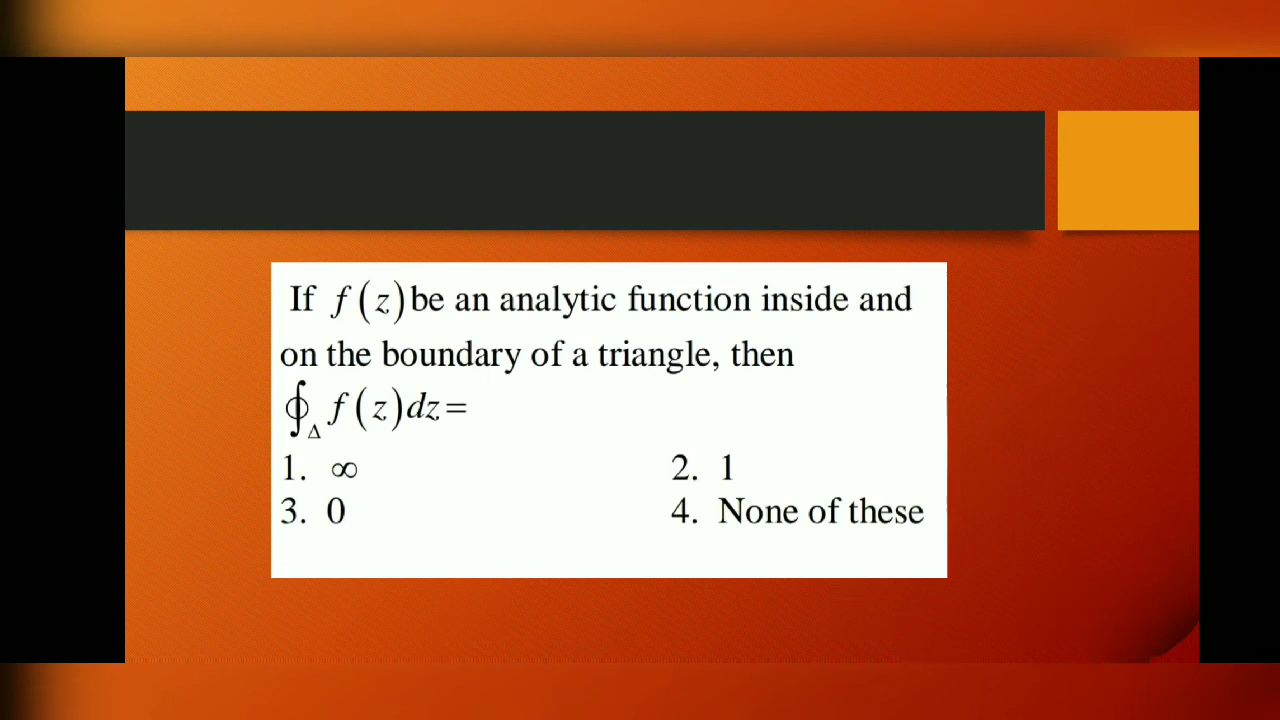 If f(z) be an analytic function inside and
on the boundary of a triangle, then
∮_Δ f(z)dz=
1. ∞ 2. 1
3. 0 4. None of these